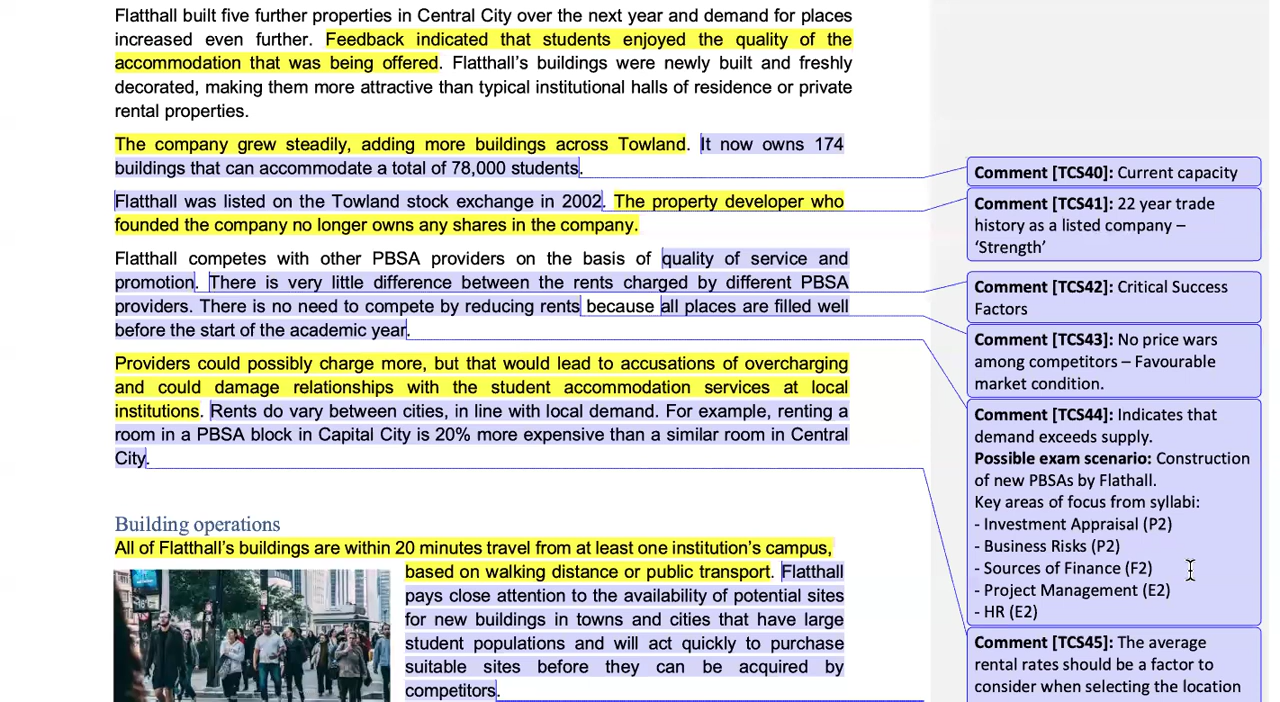 Flatthall built five further properties in Central City over the next year and demand for places
increased even further. Feedback indicated that students enjoyed the quality of the
accommodation that was being offered. Flatthall's buildings were newly built and freshly
decorated, making them more attractive than typical institutional halls of residence or private
rental properties.
The company grew steadily, adding more buildings across Towland. It now owns 174
buildings that can accommodate a total of 78,000 students.
Flatthall was listed on the Towland stock exchange in 2002. The property developer who
founded the company no longer owns any shares in the company.
Flatthall competes with other PBSA providers on the basis of quality of service and
promotion. There is very little difference between the rents charged by different PBSA
providers. There is no need to compete by reducing rents because all places are filled well
before the start of the academic year.
Providers could possibly charge more, but that would lead to accusations of overcharging
and could damage relationships with the student accommodation services at local
institutions. Rents do vary between cities, in line with local demand. For example, renting a
room in a PBSA block in Capital City is 20% more expensive than a similar room in Central
City.
Building operations
All of Flatthall's buildings are within 20 minutes travel from at least one institution's campus,
based on walking distance or public transport. Flatthall
pays close attention to the availability of potential sites
for new buildings in towns and cities that have large
student populations and will act quickly to purchase
suitable sites before they can be acquired by
competitors.
Comment [TCS40]: Current capacity
Comment [TCS41]: 22 year trade
history as a listed company –
'Strength'
Comment [TCS42]: Critical Success
Factors
Comment [TCS43]: No price wars
among competitors – Favourable
market condition.
Comment [TCS44]: Indicates that
demand exceeds supply.
Possible exam scenario: Construction
of new PBSAs by Flathall.
Key areas of focus from syllabi:
- Investment Appraisal (P2)
- Business Risks (P2)
- Sources of Finance (F2)
- Project Management (E2)
- HR (E2)
Comment [TCS45]: The average
rental rates should be a factor to
consider when selecting the location